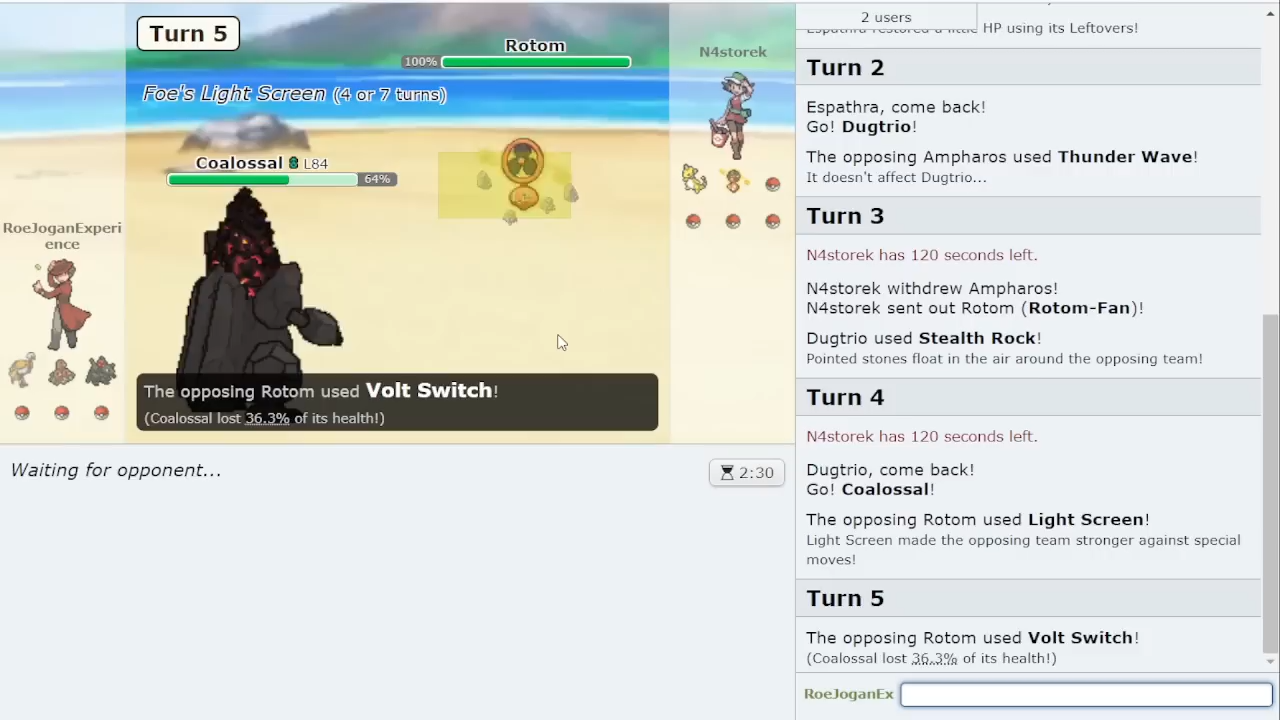 Turn 5
Rotom
100%
Foe's Light Screen (4 or 7 turns)
Coalossal L84
64%
RoeJoganExperi
ence
N4storek
The opposing Rotom used Volt Switch!
(Coalossal lost 36.3% of its health!)
Waiting for opponent...
2:30
2 users
HP using its Leftovers!
Turn 2
Espathra, come back!
Go! Dugtrio!
The opposing Ampharos used Thunder Wave!
It doesn't affect Dugtrio...
Turn 3
N4storek has 120 seconds left.
N4storek withdrew Ampharos!
N4storek sent out Rotom (Rotom-Fan)!
Dugtrio used Stealth Rock!
Pointed stones float in the air around the opposing team!
Turn 4
N4storek has 120 seconds left.
Dugtrio, come back!
Go! Coalossal!
The opposing Rotom used Light Screen!
Light Screen made the opposing team stronger against special
moves!
Turn 5
The opposing Rotom used Volt Switch!
(Coalossal lost 36.3% of its health!)
RoeJoganEx